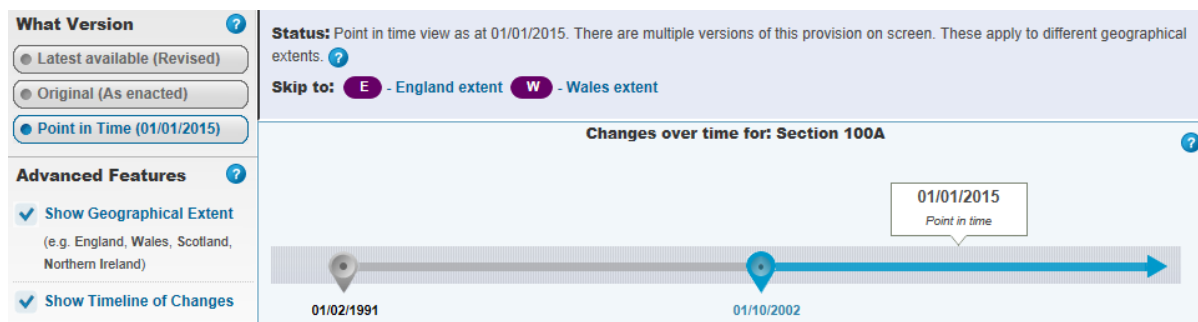 What Version ?
Latest available (Revised)
Original (As enacted)
Point in Time (01/01/2015)
Advanced Features ?
Show Geographical Extent
(e.g. England, Wales, Scotland,
Northern Ireland)
Show Timeline of Changes
Status: Point in time view as at 01/01/2015. There are multiple versions of this provision on screen. These apply to different geographical
extents. ?
Skip to: E - England extent W - Wales extent
Changes over time for: Section 100A
?
01/01/2015
Point in time
01/02/1991
01/10/2002